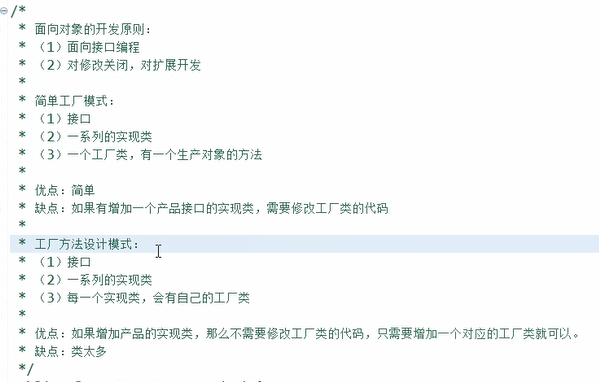 /*
* 面向对象的开发原则：
* （1）面向接口编程
* （2）对修改关闭，对扩展开发
*
* 简单工厂模式：
* （1）接口
* （2）一系列的实现类
* （3）一个工厂类，有一个生产对象的方法
*
* 优点：简单
* 缺点：如果有增加一个产品接口的实现类，需要修改工厂类的代码
*
* 工厂方法设计模式：
* （1）接口
* （2）一系列的实现类
* （3）每一个实现类，会有自己的工厂类
*
* 优点：如果增加产品的实现类，那么不需要修改工厂类的代码，只需要增加一个对应的工厂类就可以。
* 缺点：类太多
*/